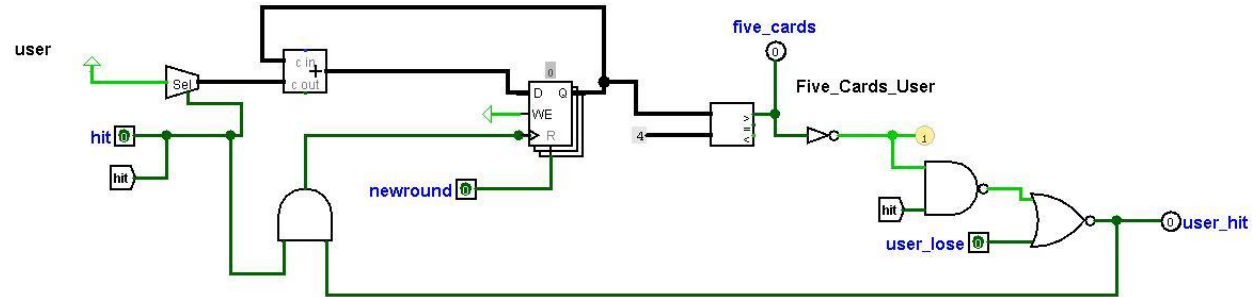 five_cards
0
user
c in
+
c out
Sel
0
D Q
WE
R
Five_Cards_User
>
=
<
4
1
hit 0
hit
newround 0
hit
user_lose 0
0 user_hit